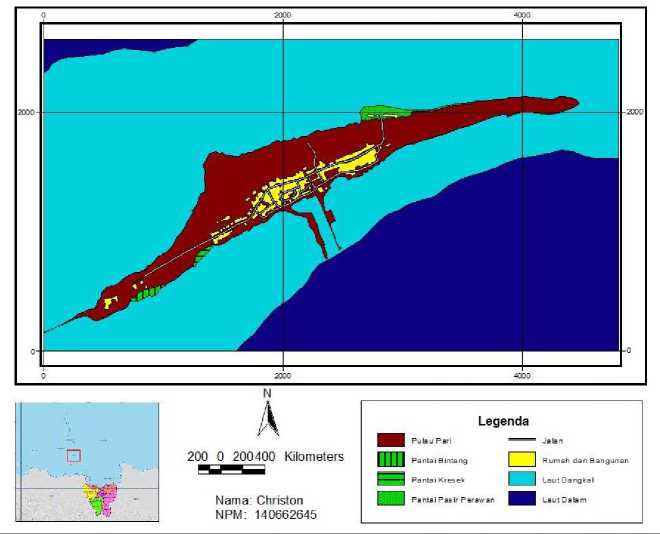 0 2000 4000
2000 2000
0 0
0 2000 4000
N
200 0 200400 Kilometers
Nama: Christon
NPM: 140662645
Legenda
Pulau Pari
Jalan
Pantai Bintang
Rumah dan Bangunan
Pantai Kresek
Laut Dangkal
Pantai Pasir Perawan
Laut Dalam